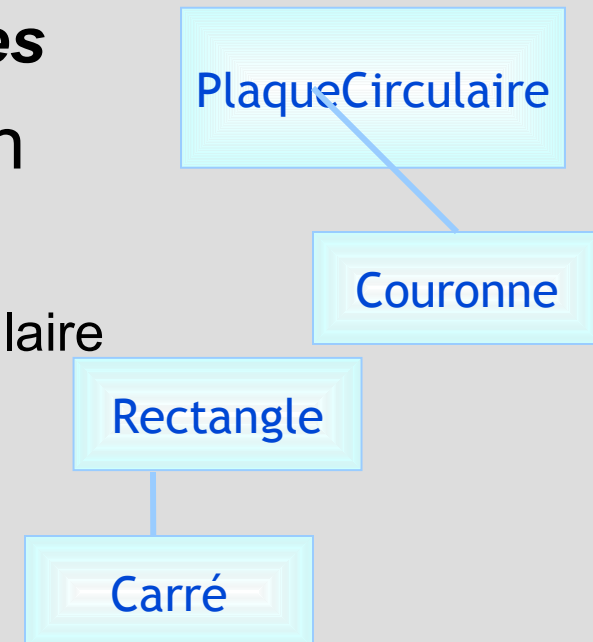 es
PlaqueCirculaire
n
Couronne
laire
Rectangle
Carré